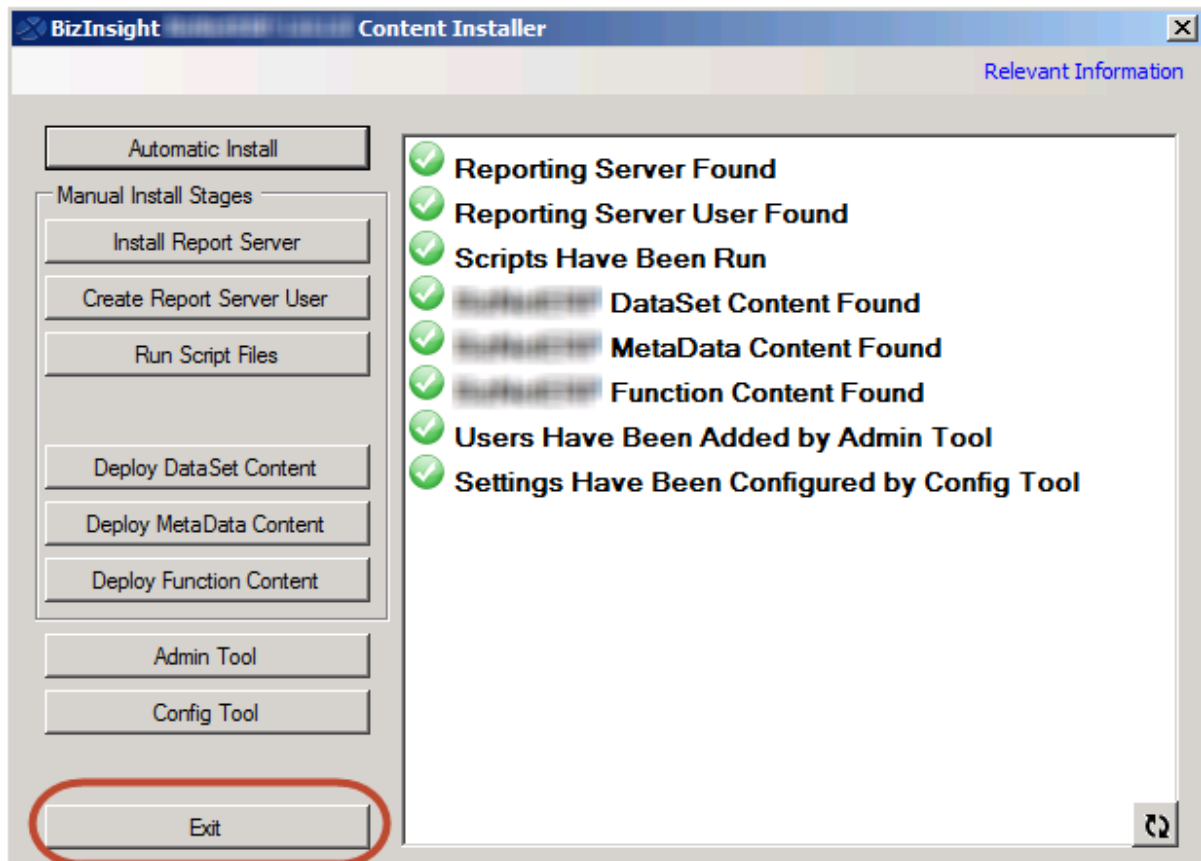 BizInsight Content Installer
Relevant Information
Automatic Install
Manual Install Stages
Install Report Server
Create Report Server User
Run Script Files
Deploy DataSet Content
Deploy MetaData Content
Deploy Function Content
Admin Tool
Config Tool
Exit
Reporting Server Found
Reporting Server User Found
Scripts Have Been Run
DataSet Content Found
MetaData Content Found
Function Content Found
Users Have Been Added by Admin Tool
Settings Have Been Configured by Config Tool